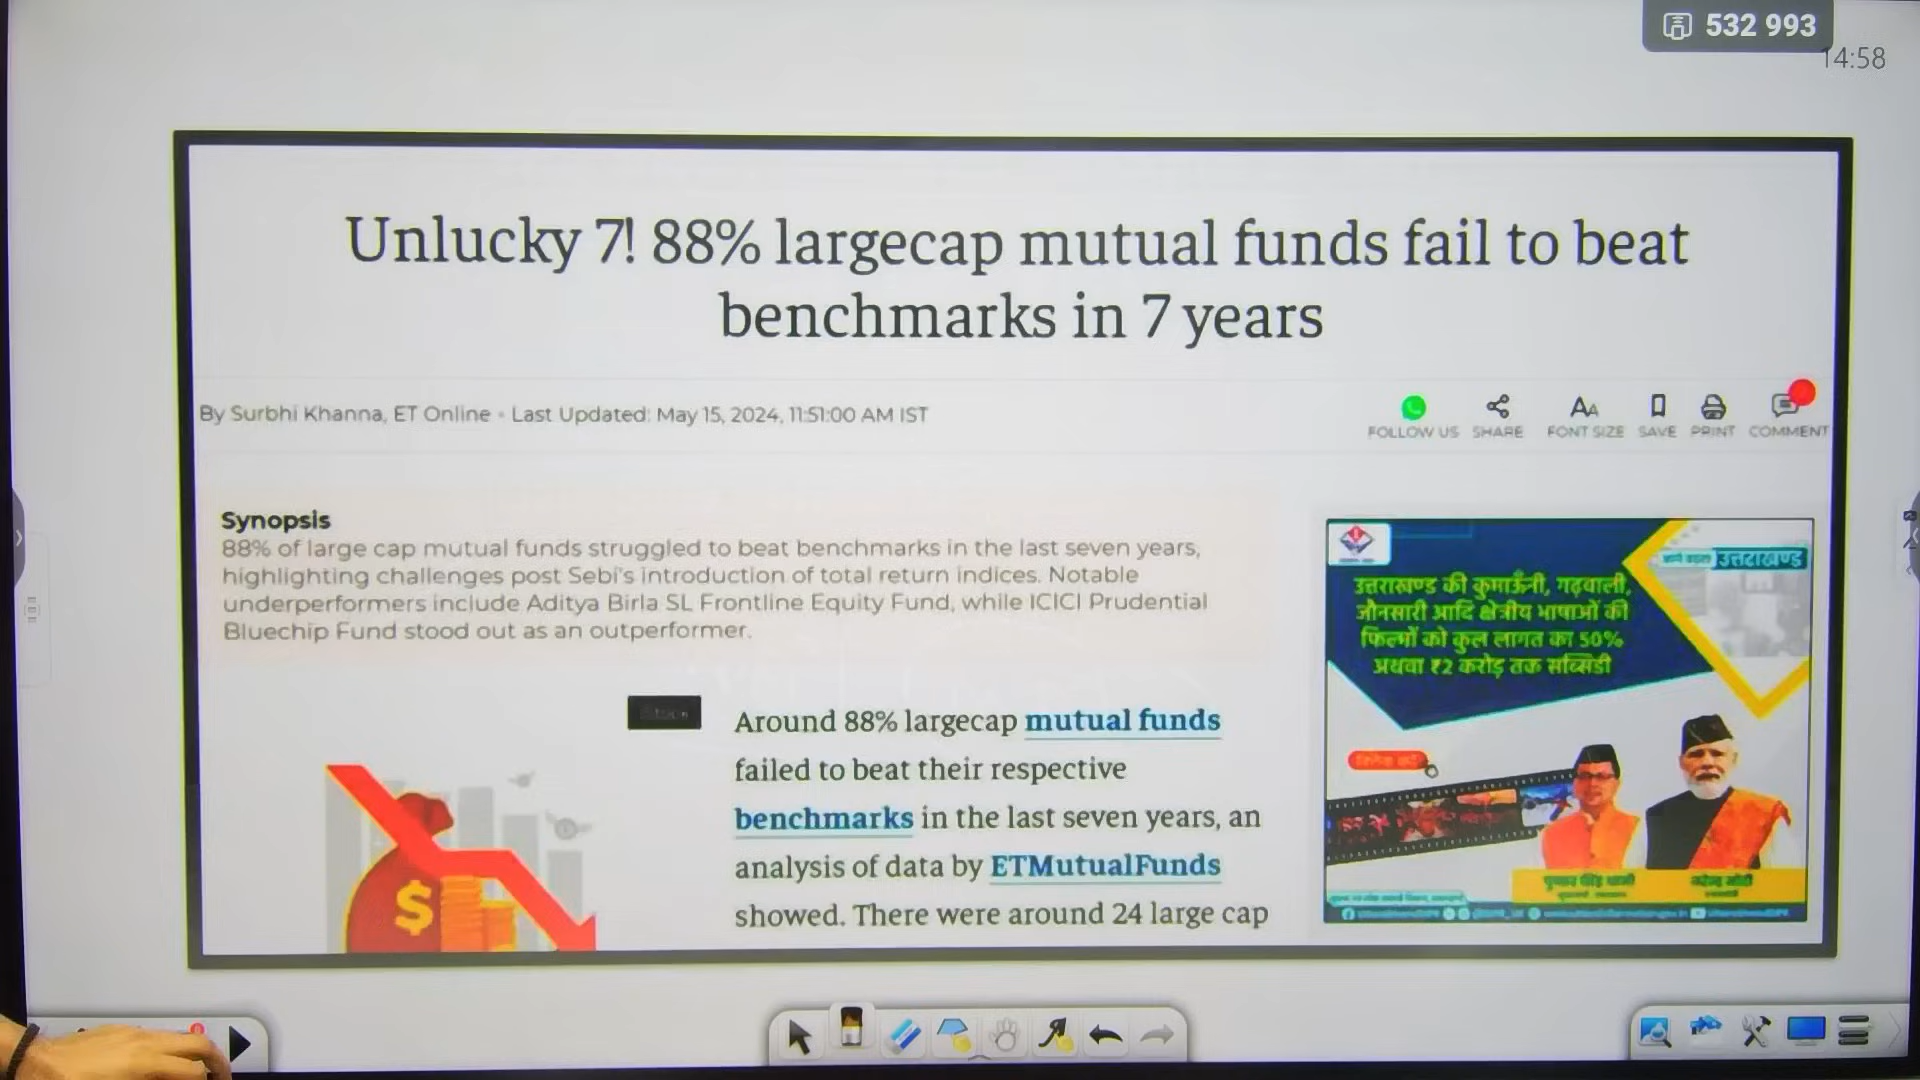 532 993
14:58
Unlucky 7! 88% largecap mutual funds fail to beat
benchmarks in 7 years
By Surbhi Khanna, ET Online • Last Updated: May 15, 2024, 11:51:00 AM IST
FOLLOW US SHARE FONT SIZE SAVE PRINT COMMENT
Synopsis
88% of large cap mutual funds struggled to beat benchmarks in the last seven years,
highlighting challenges post Sebi's introduction of total return indices. Notable
underperformers include Aditya Birla SL Frontline Equity Fund, while ICICI Prudential
Bluechip Fund stood out as an outperformer.
Around 88% largecap mutual funds
failed to beat their respective
benchmarks in the last seven years, an
analysis of data by ETMutualFunds
showed. There were around 24 large cap
$
उत्तराखण्ड
उत्तराखण्ड की कुमाऊँनी, गढ़वाली,
जौनसारी आदि क्षेत्रीय भाषाओं की
फिल्मों को कुल लागत का 50%
अथवा ₹2 करोड़ तक सब्सिडी